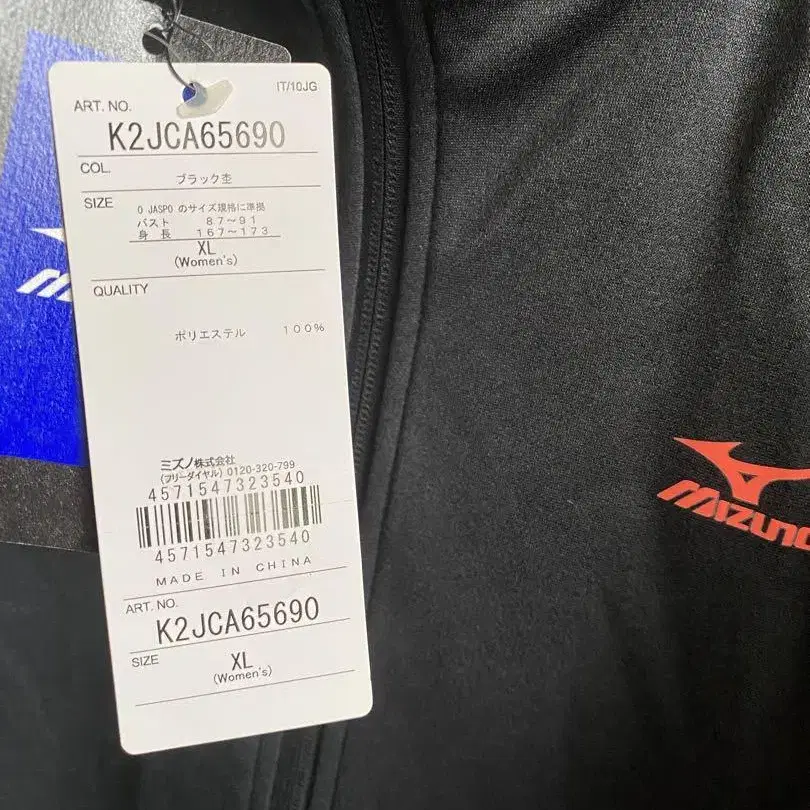 IT/10JG
ART. NO.
K2JCA65690
COL.
ブラック杢
SIZE
O JASPO のサイズ規格に準拠
バスト 87~91
身長 167~173
XL
(Women's)
QUALITY
ポリエステル 100%
ミズノ株式会社
(フリーダイヤル) 0120-320-799
4571547323540
4571547323540
MADE IN CHINA
ART. NO.
K2JCA65690
SIZE
XL
(Women's)
MIZUNO